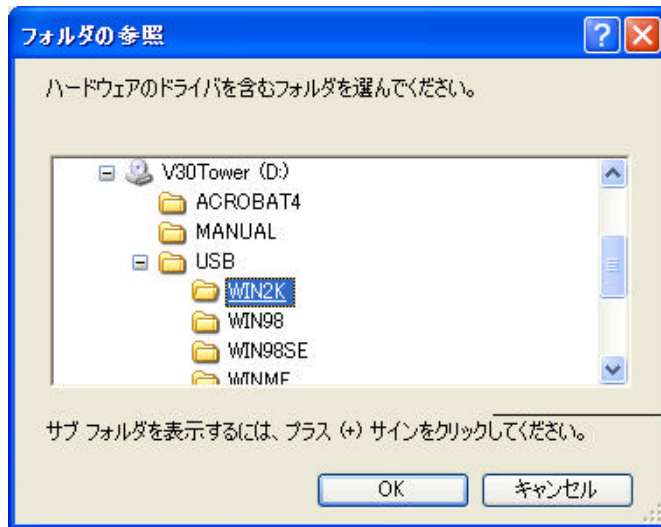 フォルダの参照
ハードウェアのドライバを含むフォルダを選んでください。
V30Tower (D:)
ACROBAT4
MANUAL
USB
WIN2K
WIN98
WIN98SE
WINME
サブ フォルダを表示するには、プラス (+) サインをクリックしてください。
OK キャンセル